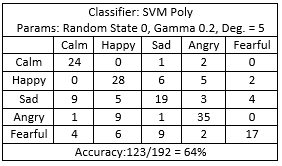 Classifier: SVM Poly
Params: Random State 0, Gamma 0.2, Deg. = 5
Calm Happy Sad Angry Fearful
Calm 24 0 1 2 0
Happy 0 28 6 5 2
Sad 9 5 19 3 4
Angry 1 9 1 35 0
Fearful 4 6 9 2 17
Accuracy:123/192 = 64%